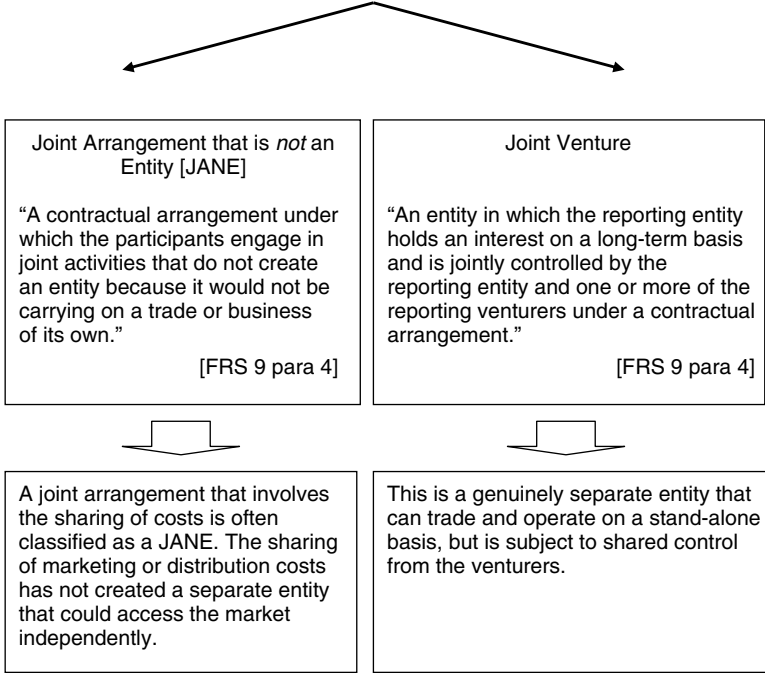 Joint Arrangement that is not an
Entity [JANE]
“A contractual arrangement under
which the participants engage in
joint activities that do not create
an entity because it would not be
carrying on a trade or business
of its own.”
[FRS 9 para 4]
Joint Venture
“An entity in which the reporting entity
holds an interest on a long-term basis
and is jointly controlled by the
reporting entity and one or more of the
reporting venturers under a contractual
arrangement.”
[FRS 9 para 4]
A joint arrangement that involves
the sharing of costs is often
classified as a JANE. The sharing
of marketing or distribution costs
has not created a separate entity
that could access the market
independently.
This is a genuinely separate entity that
can trade and operate on a stand-alone
basis, but is subject to shared control
from the venturers.